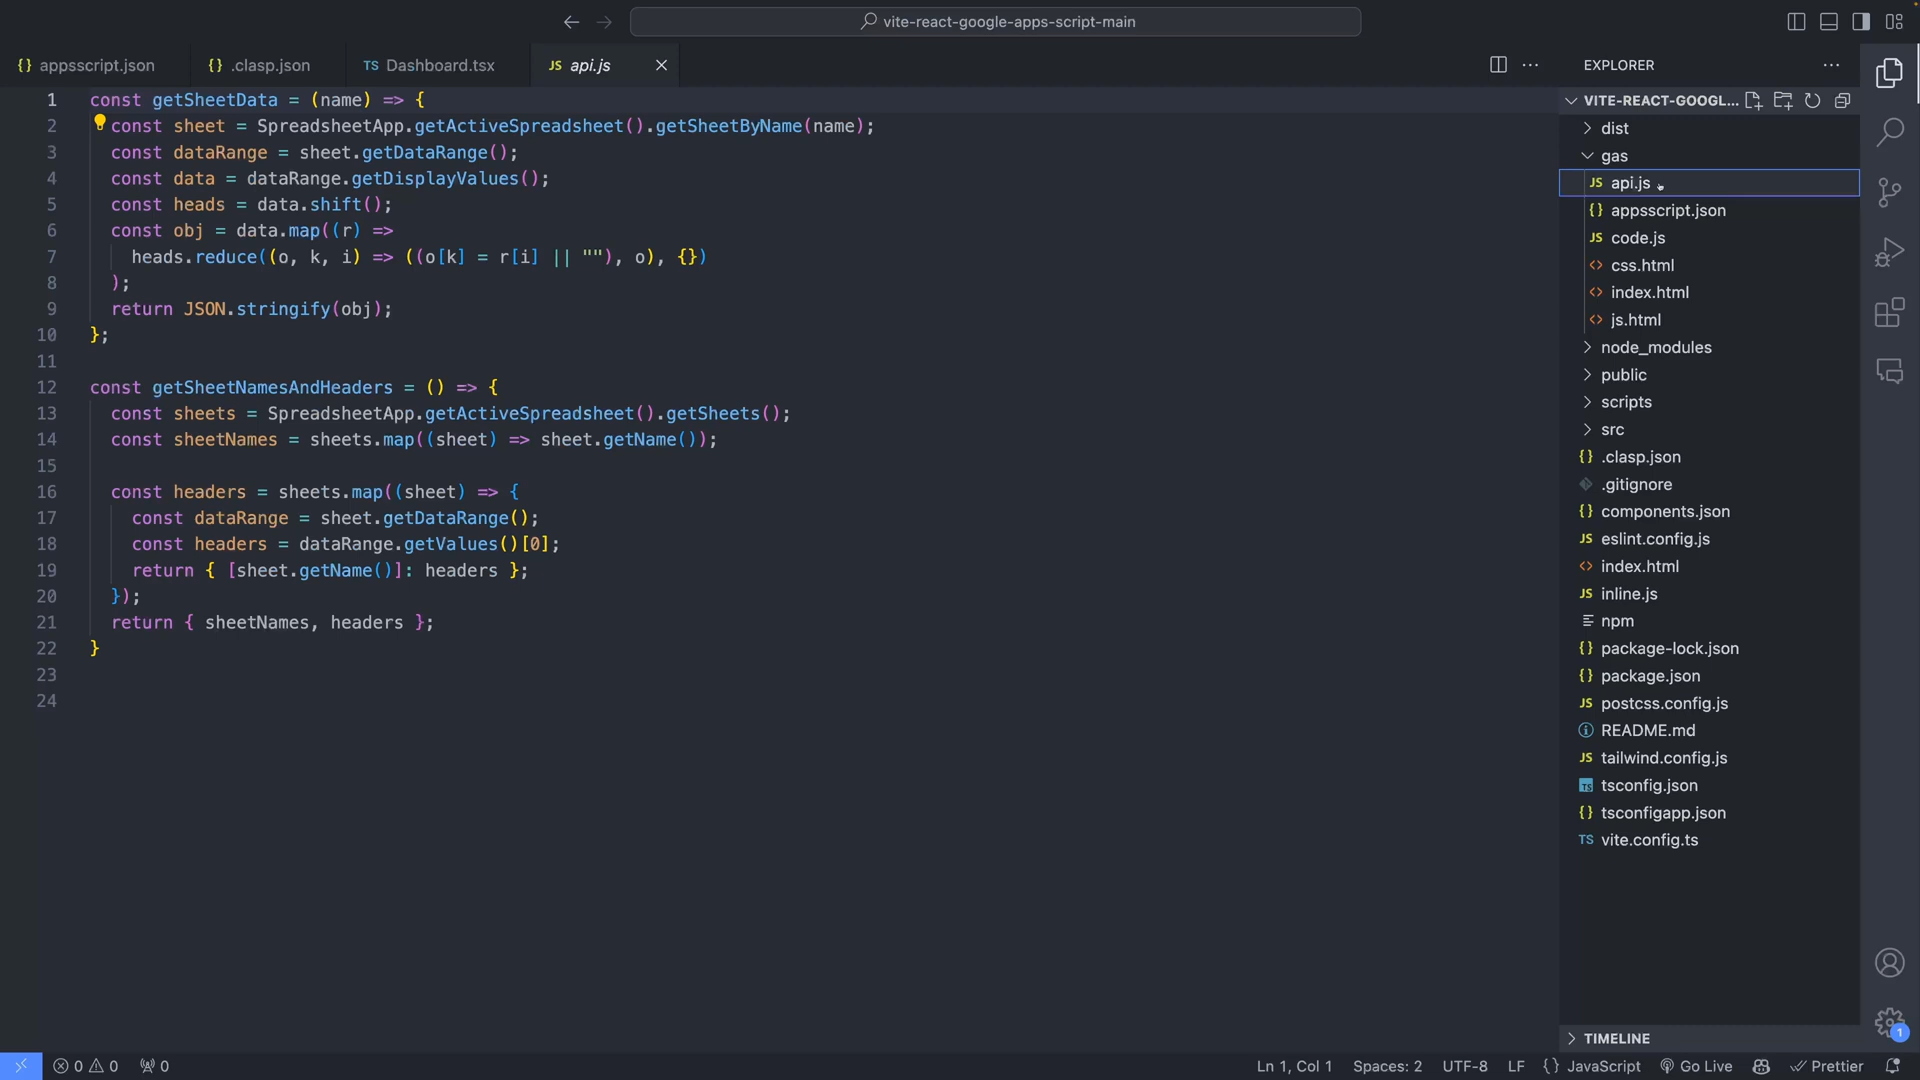 vite-react-google-apps-script-main
{} appsscript.json
{} .clasp.json
TS Dashboard.tsx
JS api.js
1 const getSheetData = (name) => {
2 const sheet = SpreadsheetApp.getActiveSpreadsheet().getSheetByName(name);
3 const dataRange = sheet.getDataRange();
4 const data = dataRange.getDisplayValues();
5 const heads = data.shift();
6 const obj = data.map((r) =>
7 heads.reduce((o, k, i) => ((o[k] = r[i] || ""), o), {})
8 );
9 return JSON.stringify(obj);
10 };
11
12 const getSheetNamesAndHeaders = () => {
13 const sheets = SpreadsheetApp.getActiveSpreadsheet().getSheets();
14 const sheetNames = sheets.map((sheet) => sheet.getName());
15
16 const headers = sheets.map((sheet) => {
17 const dataRange = sheet.getDataRange();
18 const headers = dataRange.getValues()[0];
19 return { [sheet.getName()]: headers };
20 });
21 return { sheetNames, headers };
22 }
23
24
EXPLORER
VITE-REACT-GOOGL...
dist
gas
JS api.js
{} appsscript.json
JS code.js
<> css.html
<> index.html
<> js.html
node_modules
public
scripts
src
{} .clasp.json
.gitignore
{} components.json
JS eslint.config.js
<> index.html
JS inline.js
npm
{} package-lock.json
{} package.json
JS postcss.config.js
README.md
JS tailwind.config.js
TS tsconfig.json
{} tsconfigapp.json
TS vite.config.ts
TIMELINE
1
0 0 0
Ln 1, Col 1 Spaces: 2 UTF-8 LF {} JavaScript Go Live Prettier